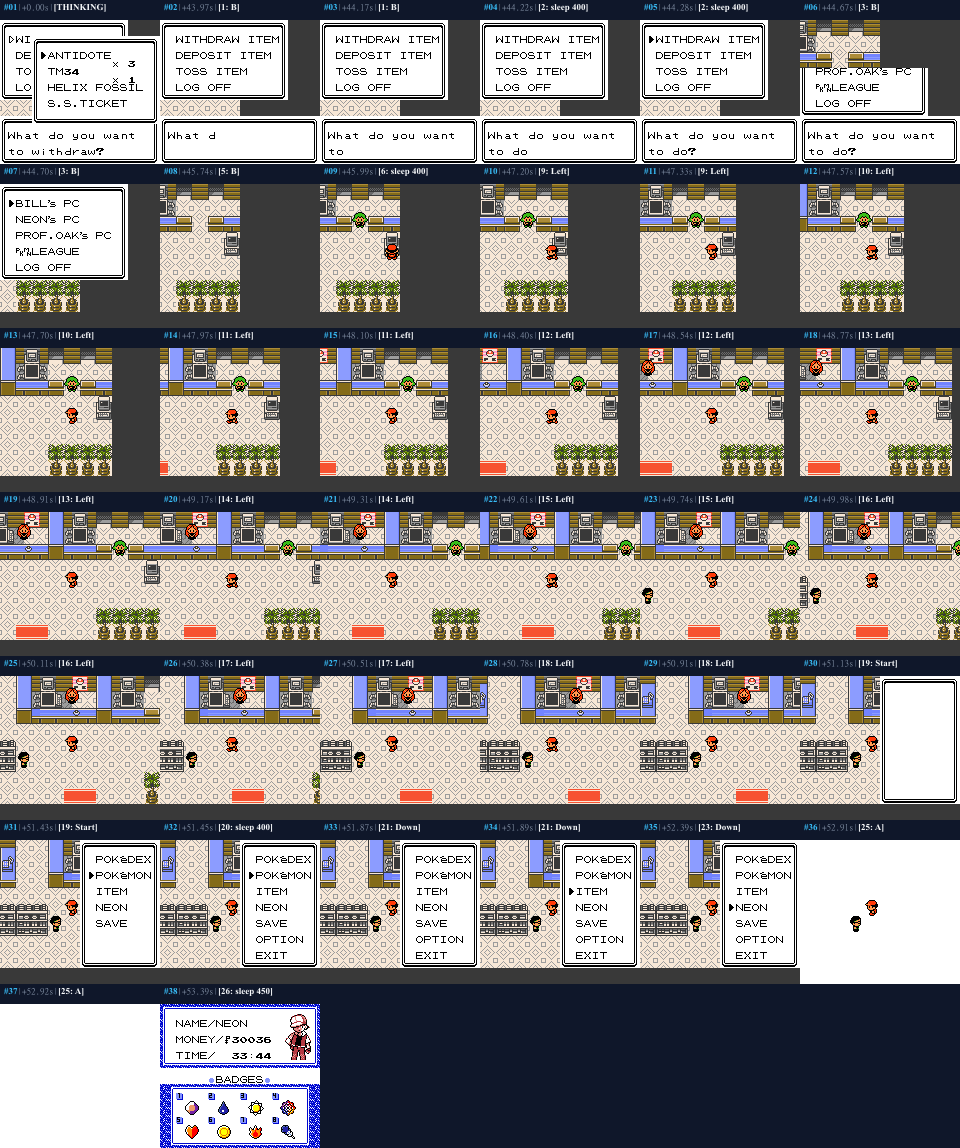 #01|+0.00s|[THINKING]
#02|+43.97s|[1: B]
#03|+44.17s|[1: B]
#04|+44.22s|[2: sleep 400]
#05|+44.28s|[2: sleep 400]
#06|+44.67s|[3: B]
▶WI
DE
TO
LO
▶ANTIDOTE
× 3
TM34
× 1
HELIX FOSSIL
S.S.TICKET
What do you want
to withdraw?
WITHDRAW ITEM
DEPOSIT ITEM
TOSS ITEM
LOG OFF
What d
WITHDRAW ITEM
DEPOSIT ITEM
TOSS ITEM
LOG OFF
What do you want
to
WITHDRAW ITEM
DEPOSIT ITEM
TOSS ITEM
LOG OFF
What do you want
to do
▶WITHDRAW ITEM
DEPOSIT ITEM
TOSS ITEM
LOG OFF
What do you want
to do?
PROF.OAK's PC
PKMNLEAGUE
LOG OFF
What do you want
to do?
#07|+44.70s|[3: B]
#08|+45.74s|[5: B]
#09|+45.99s|[6: sleep 400]
#10|+47.20s|[9: Left]
#11|+47.33s|[9: Left]
#12|+47.57s|[10: Left]
▶BILL's PC
NEON's PC
PROF.OAK's PC
PKMNLEAGUE
LOG OFF
#13|+47.70s|[10: Left]
#14|+47.97s|[11: Left]
#15|+48.10s|[11: Left]
#16|+48.40s|[12: Left]
#17|+48.54s|[12: Left]
#18|+48.77s|[13: Left]
#19|+48.91s|[13: Left]
#20|+49.17s|[14: Left]
#21|+49.31s|[14: Left]
#22|+49.61s|[15: Left]
#23|+49.74s|[15: Left]
#24|+49.98s|[16: Left]
#25|+50.11s|[16: Left]
#26|+50.38s|[17: Left]
#27|+50.51s|[17: Left]
#28|+50.78s|[18: Left]
#29|+50.91s|[18: Left]
#30|+51.13s|[19: Start]
#31|+51.43s|[19: Start]
#32|+51.45s|[20: sleep 400]
#33|+51.87s|[21: Down]
#34|+51.89s|[21: Down]
#35|+52.39s|[23: Down]
#36|+52.91s|[25: A]
POKéDEX
▶POKéMON
ITEM
NEON
SAVE
POKéDEX
▶POKéMON
ITEM
NEON
SAVE
OPTION
EXIT
POKéDEX
POKéMON
ITEM
NEON
SAVE
OPTION
EXIT
POKéDEX
POKéMON
▶ITEM
NEON
SAVE
OPTION
EXIT
POKéDEX
POKéMON
ITEM
▶NEON
SAVE
OPTION
EXIT
#37|+52.92s|[25: A]
#38|+53.39s|[26: sleep 450]
NAME/NEON
MONEY/₽30036
TIME/ 33:44
BADGES